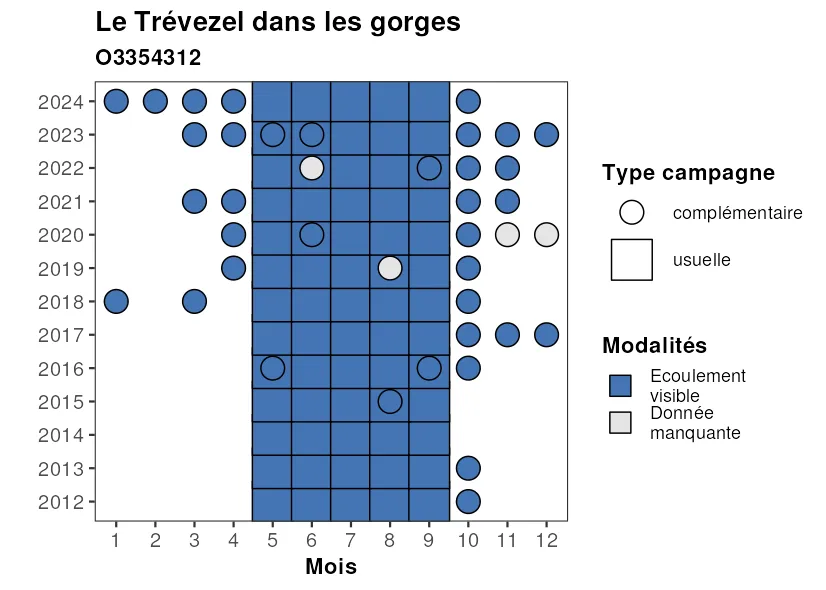 Le Trévezel dans les gorges
O3354312
2024
2023
2022
2021
2020
2019
2018
2017
2016
2015
2014
2013
2012
1 2 3 4 5 6 7 8 9 10 11 12
Mois
Type campagne
complémentaire
usuelle
Modalités
Ecoulement
visible
Donnée
manquante